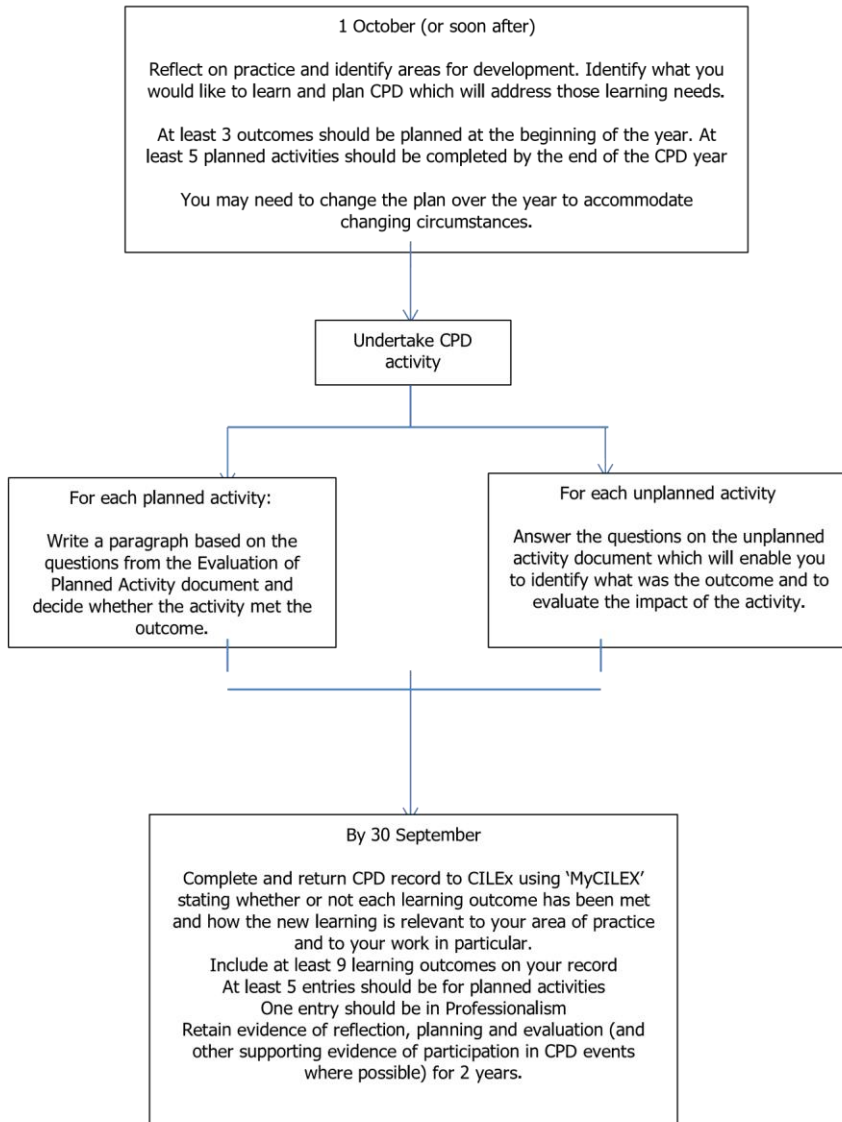 1 October (or soon after)
Reflect on practice and identify areas for development. Identify what you
would like to learn and plan CPD which will address those learning needs.
At least 3 outcomes should be planned at the beginning of the year. At
least 5 planned activities should be completed by the end of the CPD year
You may need to change the plan over the year to accommodate
changing circumstances.
Undertake CPD
activity
For each planned activity:
Write a paragraph based on the
questions from the Evaluation of
Planned Activity document and
decide whether the activity met the
outcome.
For each unplanned activity
Answer the questions on the unplanned
activity document which will enable you
to identify what was the outcome and to
evaluate the impact of the activity.
By 30 September
Complete and return CPD record to CILEx using ‘MyCILEX’
stating whether or not each learning outcome has been met
and how the new learning is relevant to your area of practice
and to your work in particular.
Include at least 9 learning outcomes on your record
At least 5 entries should be for planned activities
One entry should be in Professionalism
Retain evidence of reflection, planning and evaluation (and
other supporting evidence of participation in CPD events
where possible) for 2 years.